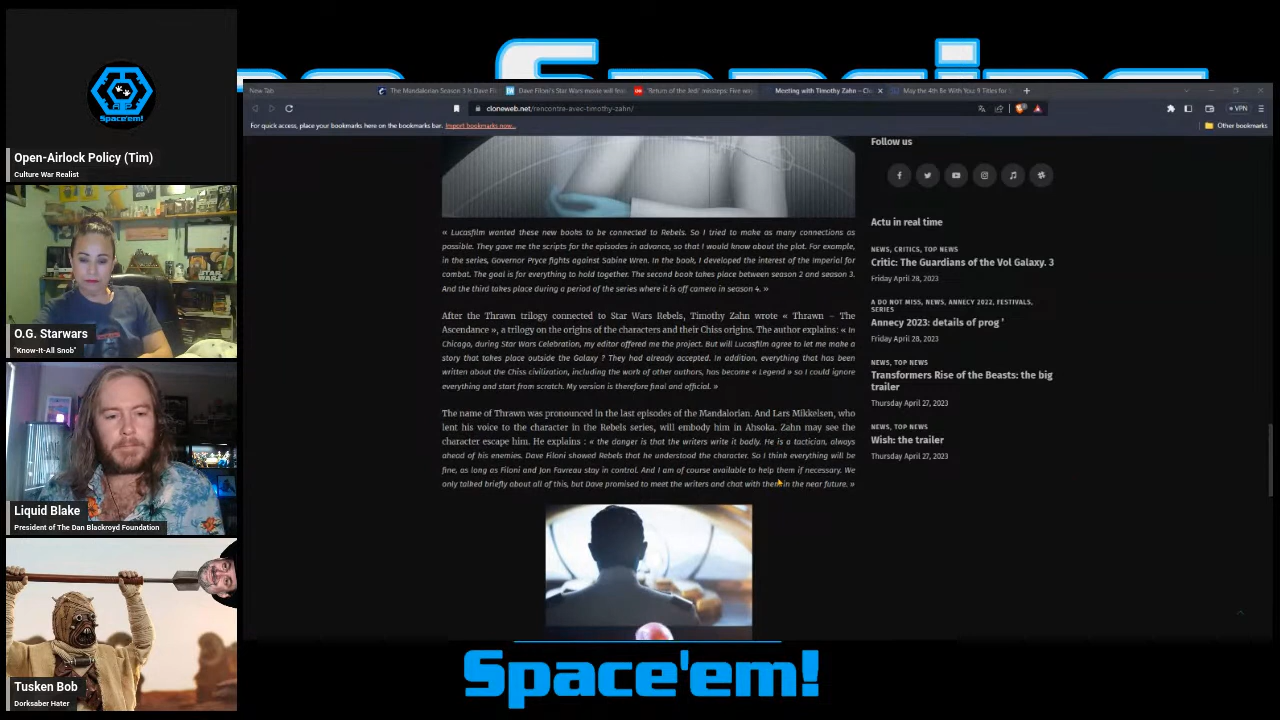 Space'em!
Open-Airlock Policy (Tim)
Culture War Realist
STAR WARS
O.G. Starwars
"Know-It-All Snob"
Liquid Blake
President of The Dan Blackroyd Foundation
Tusken Bob
Dorksaber Hater
New Tab
The Mandalorian Season 3 Is Dave Fil
Dave Filoni's Star Wars movie will fin
'Return of the Jedi' missteps: Five wa
Meeting with Timothy Zahn – Cl
May the 4th Be With You: 9 Titles for
cloneweb.net/rencontre-avec-timothy-zahn/
VPN
For quick access, place your bookmarks here on the bookmarks bar. Import bookmarks now...
Other bookmarks
« Lucasfilm wanted these new books to be connected to Rebels. So I tried to make as many connections as
possible. They gave me the scripts for the episodes in advance, so that I would know about the plot. For example,
in the series, Governor Pryce fights against Sabine Wren. In the book, I developed the interest of the imperial for
combat. The goal is for everything to hold together. The second book takes place between season 2 and season 3.
And the third takes place during a period of the series where it is off camera in season 4. »
After the Thrawn trilogy connected to Star Wars Rebels, Timothy Zahn wrote « Thrawn – The
Ascendance », a trilogy on the origins of the characters and their Chiss origins. The author explains: « In
Chicago, during Star Wars Celebration, my editor offered me the project. But will Lucasfilm agree to let me make a
story that takes place outside the Galaxy ? They had already accepted. In addition, everything that has been
written about the Chiss civilization, including the work of other authors, has become « Legend » so I could ignore
everything and start from scratch. My version is therefore final and official. »
The name of Thrawn was pronounced in the last episodes of the Mandalorian. And Lars Mikkelsen, who
lent his voice to the character in the Rebels series, will embody him in Ahsoka. Zahn may see the
character escape him. He explains : « the danger is that the writers write it badly. He is a tactician, always
ahead of his enemies. Dave Filoni showed Rebels that he understood the character. So I think everything will be
fine, as long as Filoni and Jon Favreau stay in control. And I am of course available to help them if necessary. We
only talked briefly about all of this, but Dave promised to meet the writers and chat with them in the near future. »
Follow us
Actu in real time
NEWS, CRITICS, TOP NEWS
Critic: The Guardians of the Vol Galaxy. 3
Friday April 28, 2023
A DO NOT MISS, NEWS, ANNECY 2022, FESTIVALS,
SERIES
Annecy 2023: details of prog '
Friday April 28, 2023
NEWS, TOP NEWS
Transformers Rise of the Beasts: the big
trailer
Thursday April 27, 2023
NEWS, TOP NEWS
Wish: the trailer
Thursday April 27, 2023
Space'em!